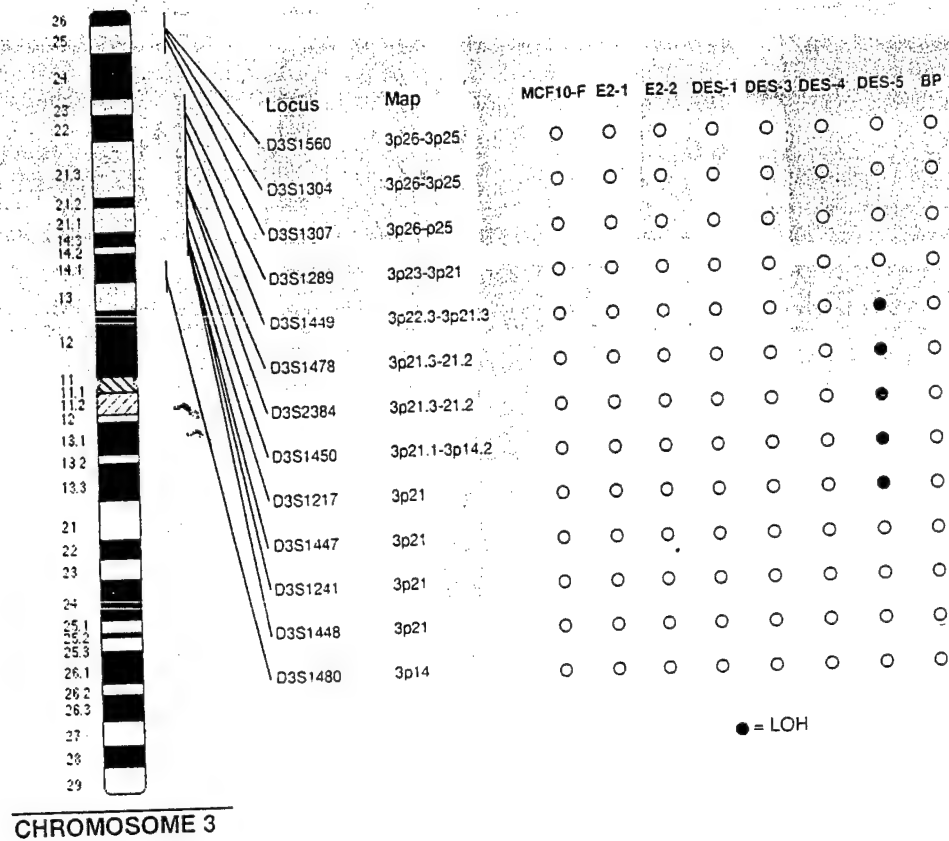 26
25
24
23
22
21.3
21.2
21.1
14.3
14.2
14.1
13
12
11
11.1
11.2
12
13.1
13.2
13.3
21
22
23
24
25.1
25.2
25.3
26.1
26.2
26.3
27
28
29
CHROMOSOME 3
Locus Map MCF10-F E2-1 E2-2 DES-1 DES-3 DES-4 DES-5 BP
D3S1560 3p26-3p25
D3S1304 3p26-3p25
D3S1307 3p26-p25
D3S1289 3p23-3p21
D3S1449 3p22.3-3p21.3
D3S1478 3p21.3-21.2
D3S2384 3p21.3-21.2
D3S1450 3p21.1-3p14.2
D3S1217 3p21
D3S1447 3p21
D3S1241 3p21
D3S1448 3p21
D3S1480 3p14
= LOH